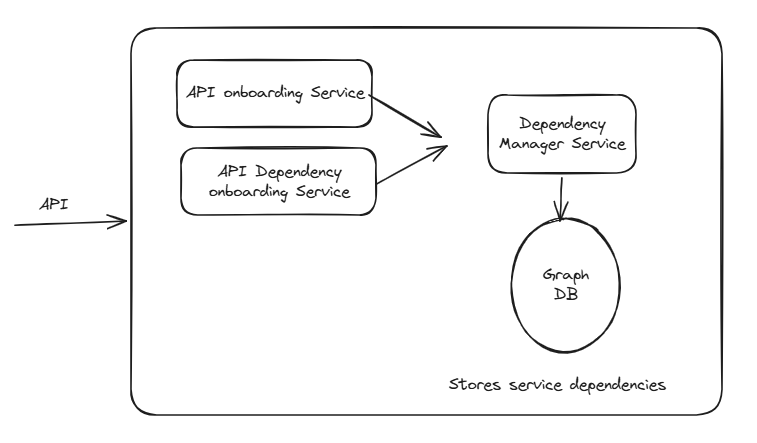 API onboarding Service
Dependency
Manager Service
API Dependency
onboarding Service
API
Graph
DB
Stores service dependencies